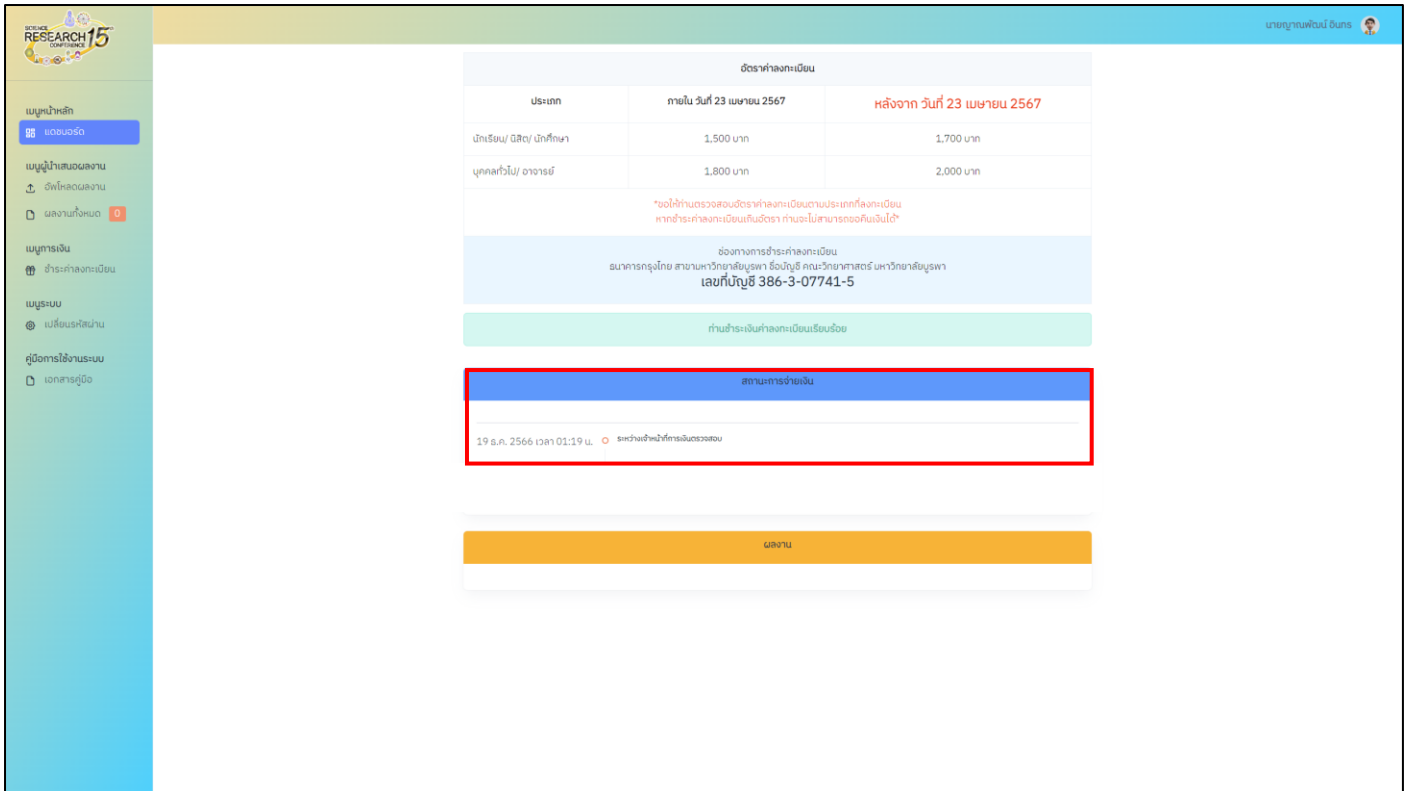 SCIENCE
RESEARCH 15
CONFERENCE
นายญาณพัฒน์ อินทร
เมนูหน้าหลัก
แดชบอร์ด
เมนูผู้นำเสนอผลงาน
อัพโหลดผลงาน
ผลงานทั้งหมด 0
เมนูการเงิน
ชำระค่าลงทะเบียน
เมนูระบบ
เปลี่ยนรหัสผ่าน
คู่มือการใช้งานระบบ
เอกสารคู่มือ
อัตราค่าลงทะเบียน
ประเภท ภายใน วันที่ 23 เมษายน 2567 หลังจาก วันที่ 23 เมษายน 2567
นักเรียน/ นิสิต/ นักศึกษา 1,500 บาท 1,700 บาท
บุคคลทั่วไป/ อาจารย์ 1,800 บาท 2,000 บาท
*ขอให้ท่านตรวจสอบอัตราค่าลงทะเบียนตามประเภทที่ลงทะเบียน
หากชำระค่าลงทะเบียนเกินอัตรา ท่านจะไม่สามารถขอคืนเงินได้*
ช่องทางการชำระค่าลงทะเบียน
ธนาคารกรุงไทย สาขามหาวิทยาลัยบูรพา ชื่อบัญชี คณะวิทยาศาสตร์ มหาวิทยาลัยบูรพา
เลขที่บัญชี 386-3-07741-5
ท่านชำระเงินค่าลงทะเบียนเรียบร้อย
สถานะการจ่ายเงิน
19 ธ.ค. 2566 เวลา 01:19 น. ระหว่างเจ้าหน้าที่การเงินตรวจสอบ
ผลงาน